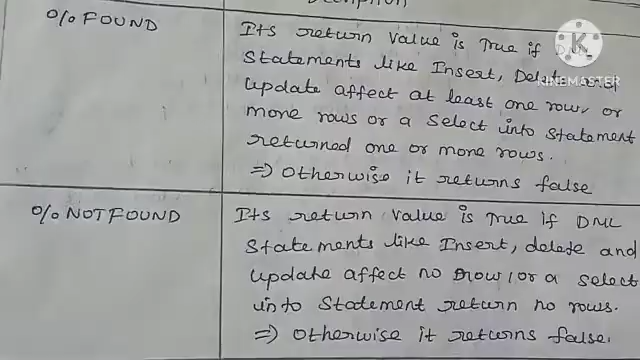 Description
%FOUND
Its return value is True if DML
Statements like Insert, Delete and
update affect at least one row, or
more rows or a select into statement
returned one or more rows.
=> Otherwise it returns false
%NOTFOUND
Its return value is True if DML
Statements like Insert, delete and
update affect no row, or a select
into statement return no rows.
=> Otherwise it returns false.
KINEMASTER